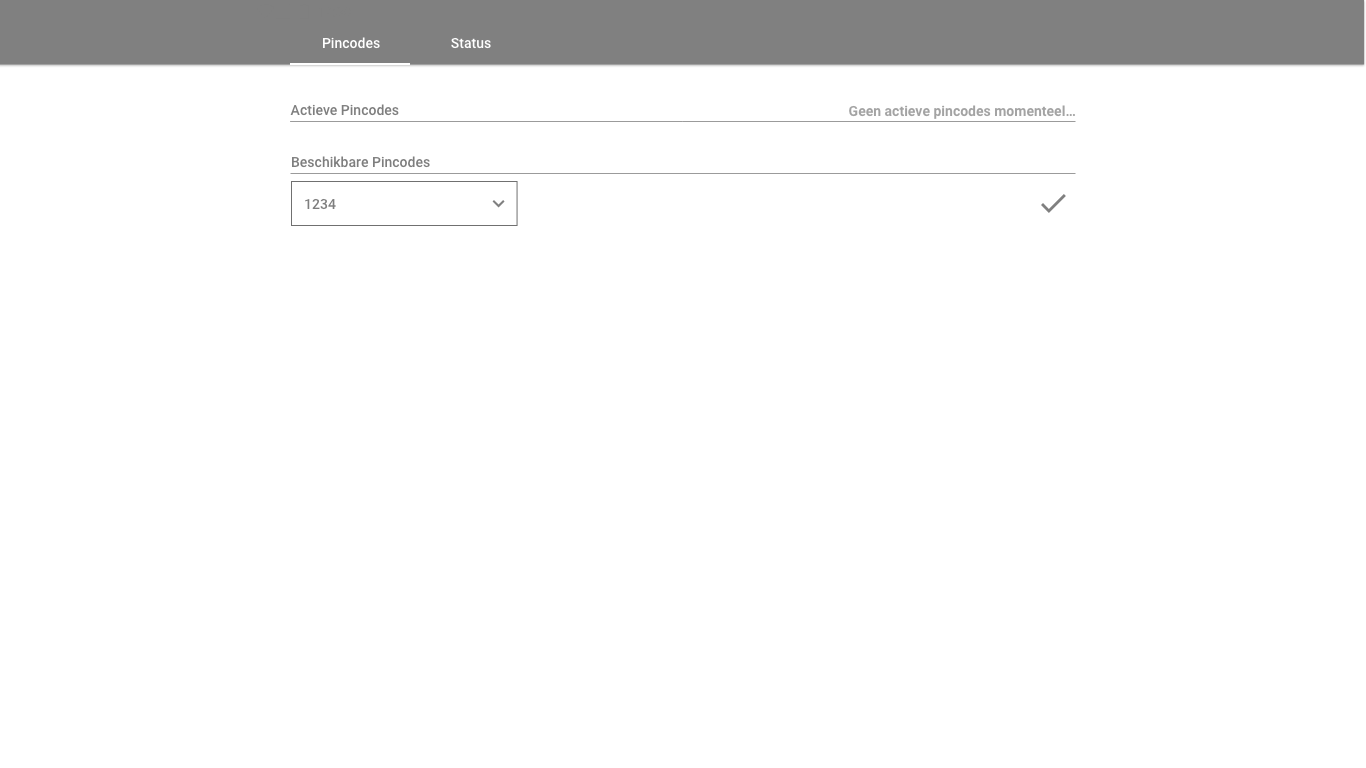 Pincodes
Status
Actieve Pincodes
Geen actieve pincodes momenteel...
Beschikbare Pincodes
1234